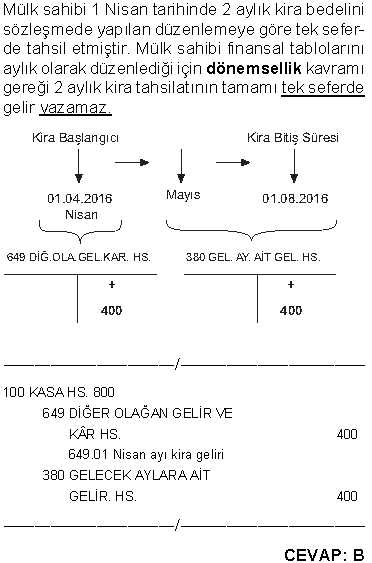 Mülk sahibi 1 Nisan tarihinde 2 aylık kira bedelini
sözleşmede yapılan düzenlemeye göre tek sefer-
de tahsil etmiştir. Mülk sahibi finansal tablolarını
aylık olarak düzenlediği için dönemsellik kavramı
gereği 2 aylık kira tahsilatının tamamı tek seferde
gelir yazamaz.
Kira Başlangıcı Kira Bitiş Süresi
01.04.2016 Mayıs 01.08.2016
Nisan
649 DİĞ.OLA.GEL.KAR. HS. 380 GEL. AY. AİT GEL. HS.
+ +
400 400
/
100 KASA HS. 800
649 DİĞER OLAĞAN GELİR VE
KÂR HS. 400
649.01 Nisan ayı kira geliri
380 GELECEK AYLARA AİT
GELİR. HS. 400
/
CEVAP: B